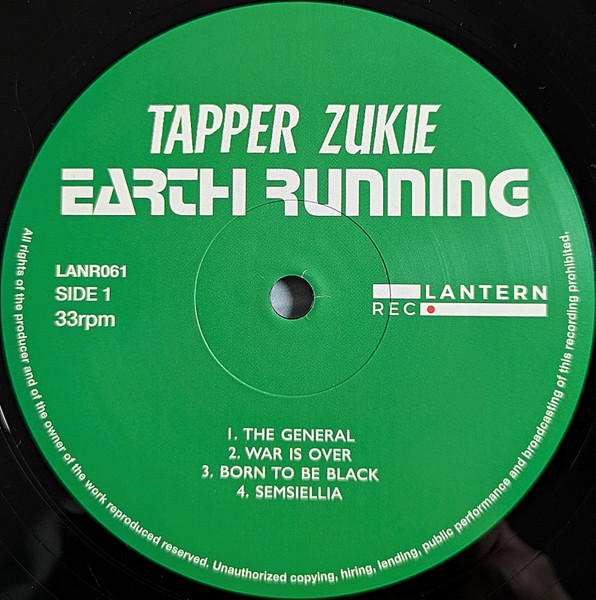 TAPPER ZUKIE
EARTH RUNNING
LANR061
SIDE 1
33rpm
LANTERN
REC
1. THE GENERAL
2. WAR IS OVER
3. BORN TO BE BLACK
4. SEMSIELLIA
All rights of the producer and of the owner of the work reproduced reserved. Unauthorized copying, hiring, lending, public performance and broadcasting of this recording prohibited.